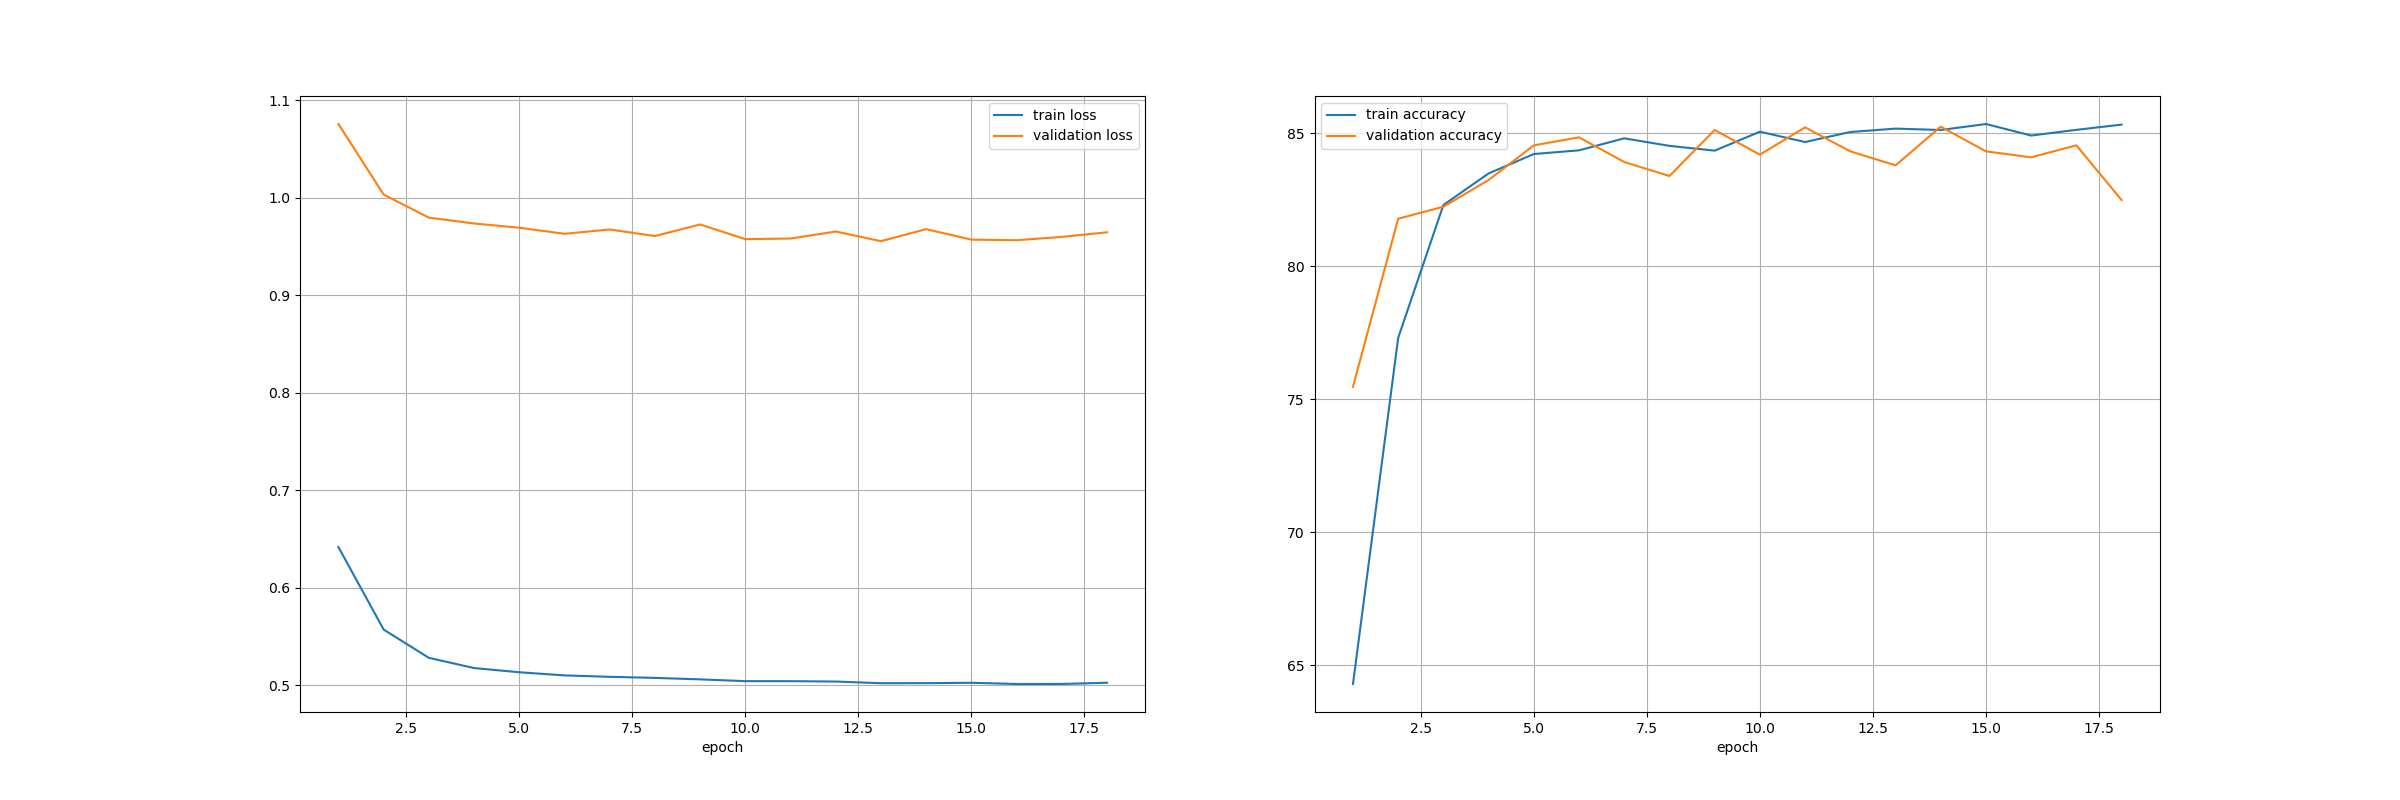 1.1
1.0
0.9
0.8
0.7
0.6
0.5
2.5 5.0 7.5 10.0 12.5 15.0 17.5
epoch
train loss
validation loss
85
80
75
70
65
2.5 5.0 7.5 10.0 12.5 15.0 17.5
epoch
train accuracy
validation accuracy